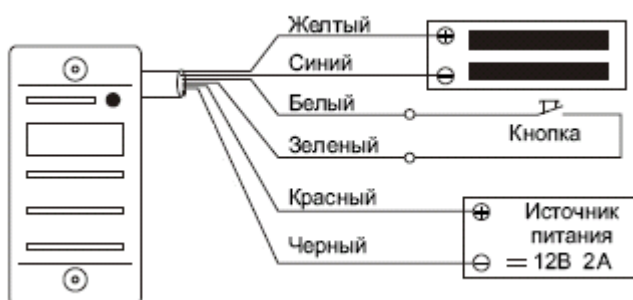 Желтый
Синий
Белый
Кнопка
Зеленый
Красный
Источник
питания
= 12В 2А
Черный